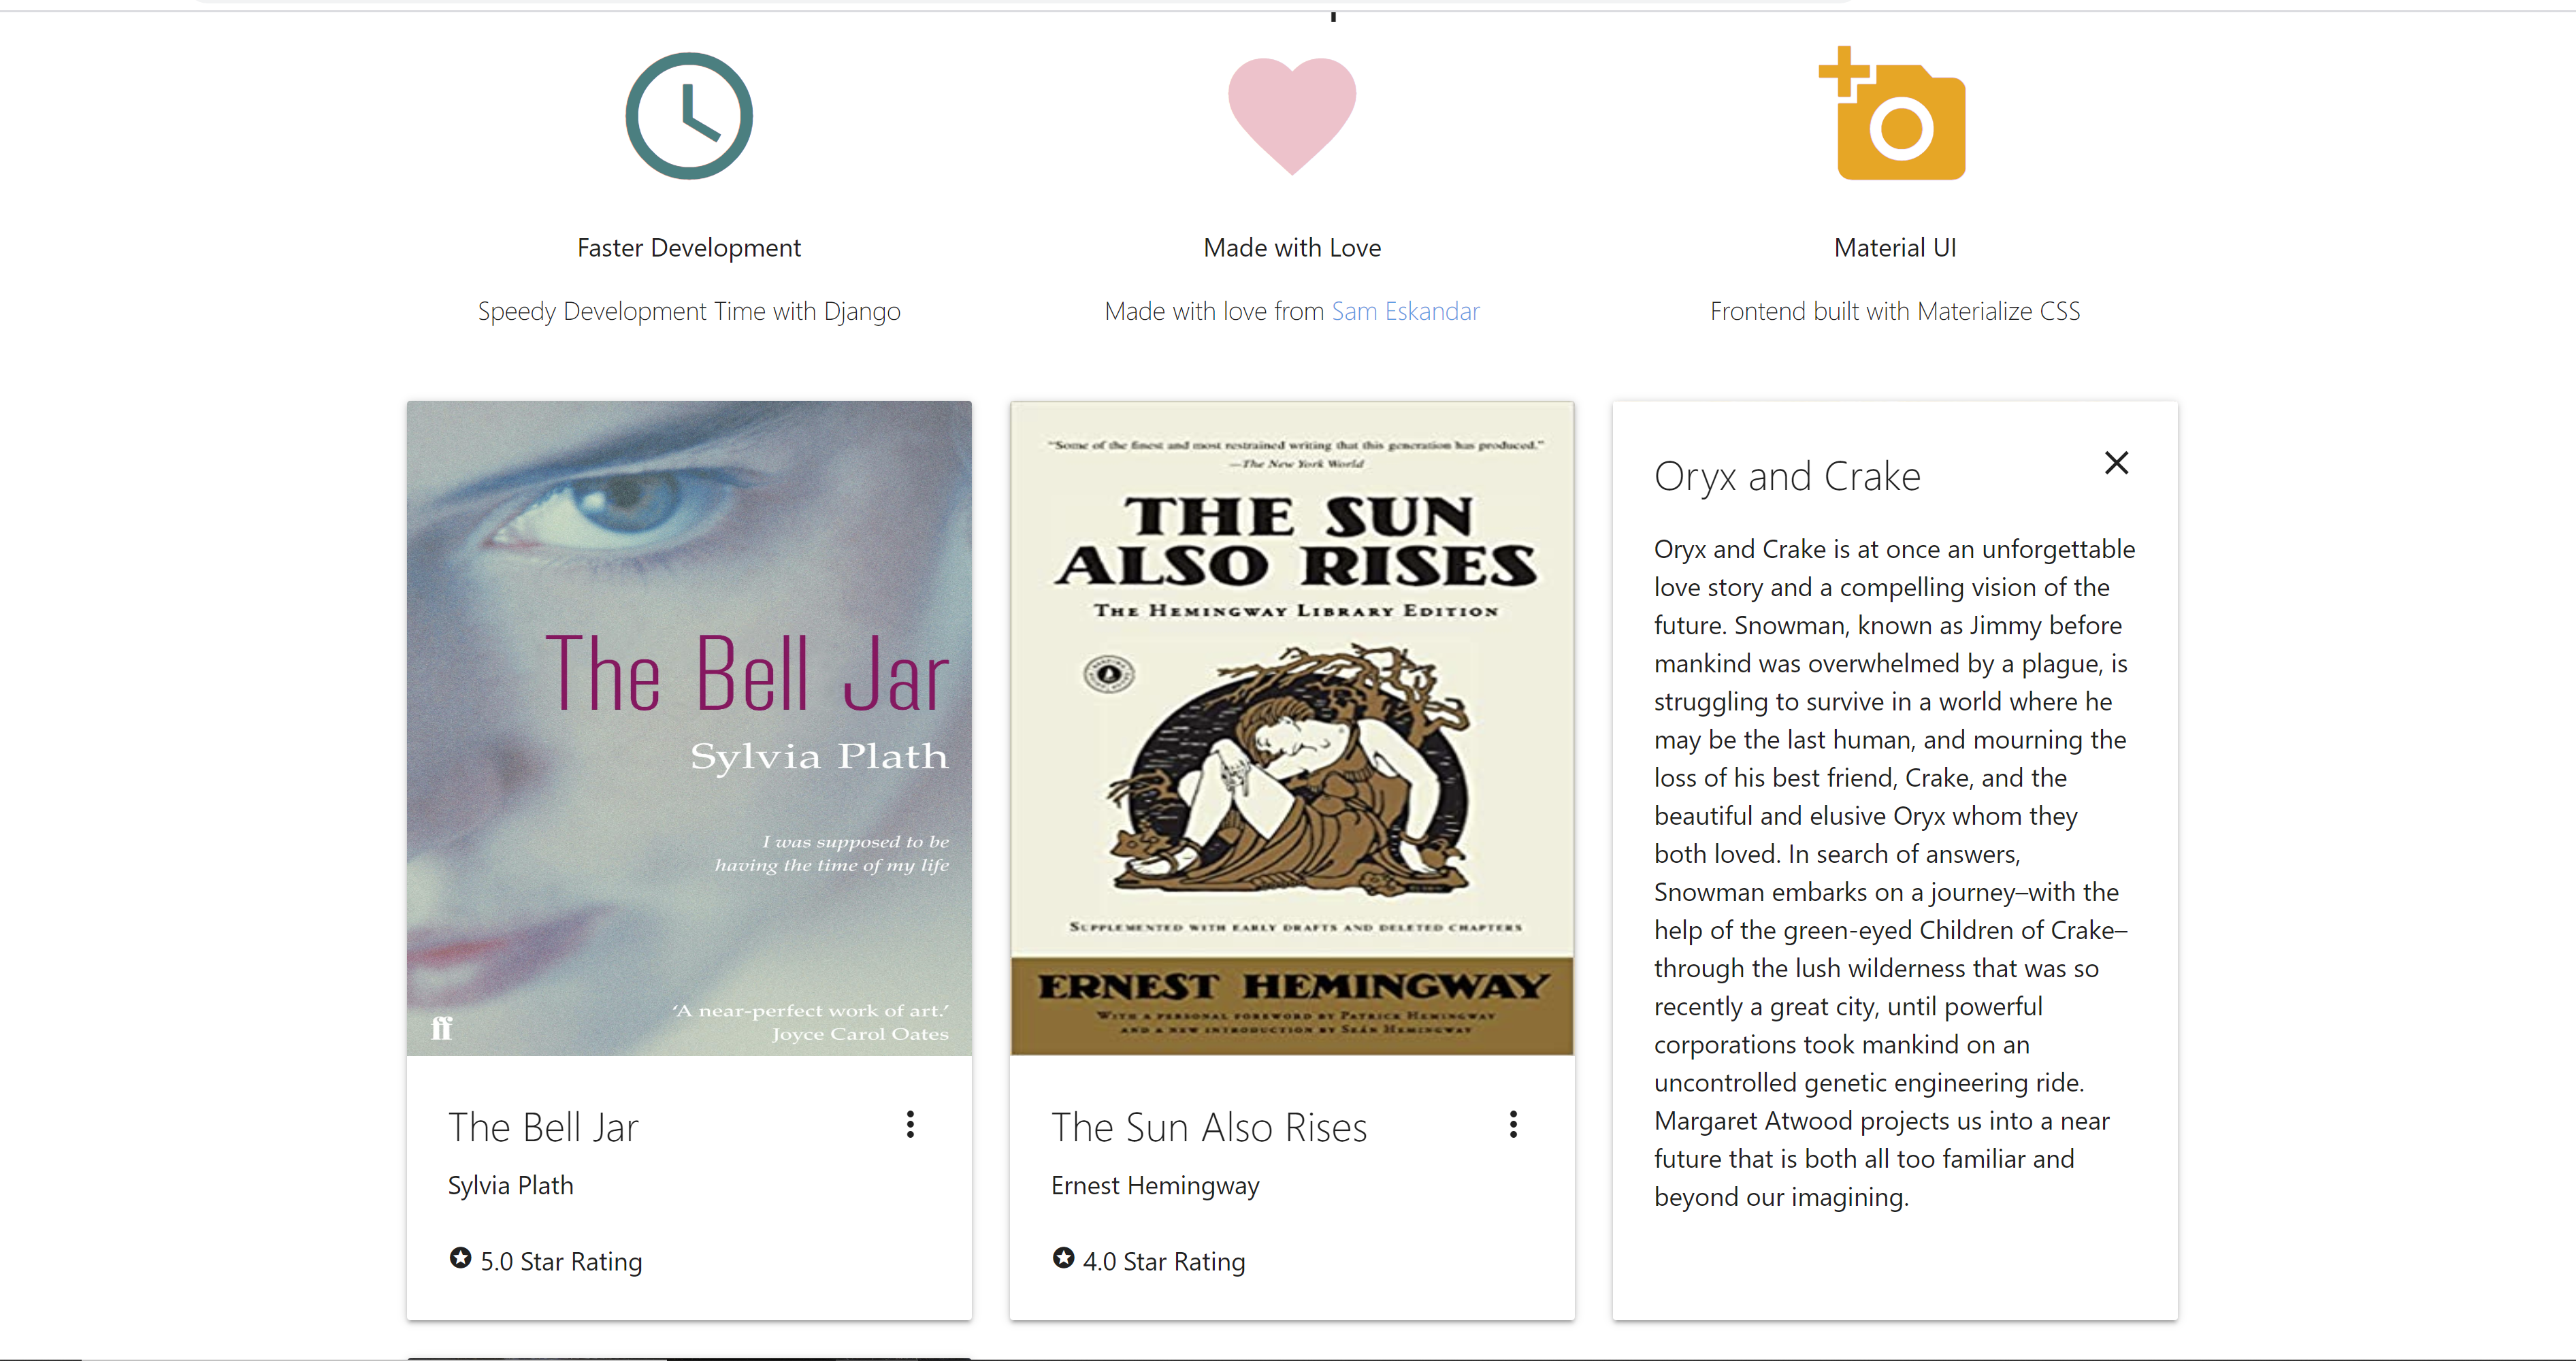 Faster Development
Made with Love
Material UI
Speedy Development Time with Django
Made with love from Sam Eskandar
Frontend built with Materialize CSS
The Bell Jar
Sylvia Plath
I was supposed to be
having the time of my life
'A near-perfect work of art.'
Joyce Carol Oates
ff
The Bell Jar
Sylvia Plath
5.0 Star Rating
"Some of the finest and most restrained writing that this generation has produced."
—The New York World
THE SUN
ALSO RISES
THE HEMINGWAY LIBRARY EDITION
SUPPLEMENTED WITH EARLY DRAFTS AND DELETED CHAPTERS
ERNEST HEMINGWAY
WITH A PERSONAL FOREWORD BY PATRICK HEMINGWAY
AND A NEW INTRODUCTION BY SEÁN HEMINGWAY
The Sun Also Rises
Ernest Hemingway
4.0 Star Rating
Oryx and Crake
Oryx and Crake is at once an unforgettable
love story and a compelling vision of the
future. Snowman, known as Jimmy before
mankind was overwhelmed by a plague, is
struggling to survive in a world where he
may be the last human, and mourning the
loss of his best friend, Crake, and the
beautiful and elusive Oryx whom they
both loved. In search of answers,
Snowman embarks on a journey–with the
help of the green-eyed Children of Crake–
through the lush wilderness that was so
recently a great city, until powerful
corporations took mankind on an
uncontrolled genetic engineering ride.
Margaret Atwood projects us into a near
future that is both all too familiar and
beyond our imagining.